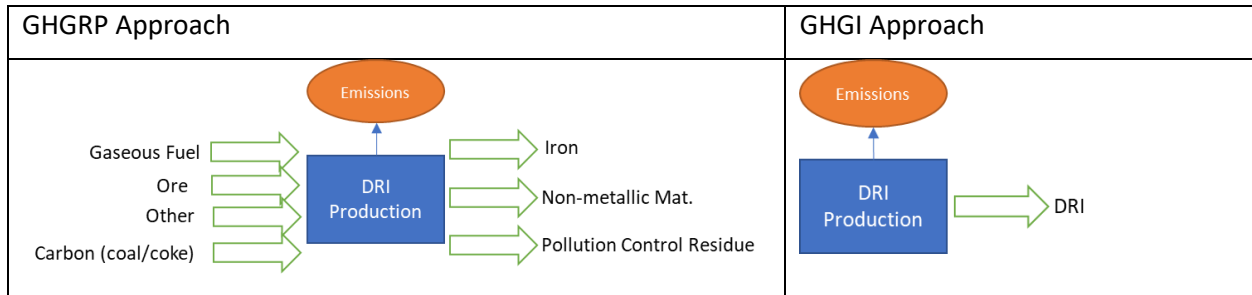 GHGRP Approach
GHGI Approach
Emissions
Gaseous Fuel
Ore
Other
Carbon (coal/coke)
DRI
Production
Iron
Non-metallic Mat.
Pollution Control Residue
Emissions
DRI
Production
DRI